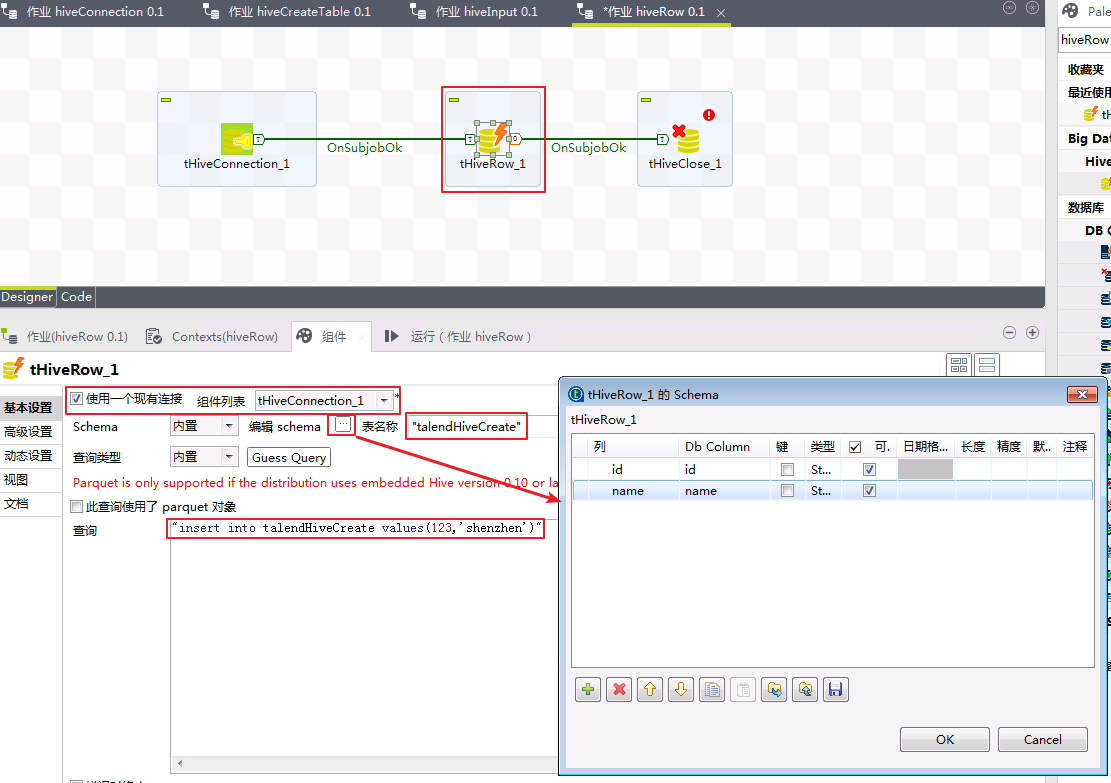 作业 hiveConnection 0.1
作业 hiveCreateTable 0.1
作业 hiveInput 0.1
*作业 hiveRow 0.1
Pale
hiveRow
收藏夹
最近使用
tH
Big Dat
Hive
数据库
DB C
tHiveConnection_1
OnSubjobOk
tHiveRow_1
OnSubjobOk
tHiveClose_1
Designer
Code
作业(hiveRow 0.1)
Contexts(hiveRow)
组件
运行 ( 作业 hiveRow )
tHiveRow_1
基本设置
高级设置
动态设置
视图
文档
使用一个现有连接
组件列表
tHiveConnection_1
*
Schema
内置
编辑 schema
...
表名称
"talendHiveCreate"
查询类型
内置
Guess Query
Parquet is only supported if the distribution uses embedded Hive version 0.10 or la
此查询使用了 parquet 对象
查询
"insert into talendHiveCreate values(123,'shenzhen')"
tHiveRow_1 的 Schema
tHiveRow_1
列 Db Column 键 类型 可. 日期格... 长度 精度 默.. 注释
id id St...
name name St...
OK
Cancel